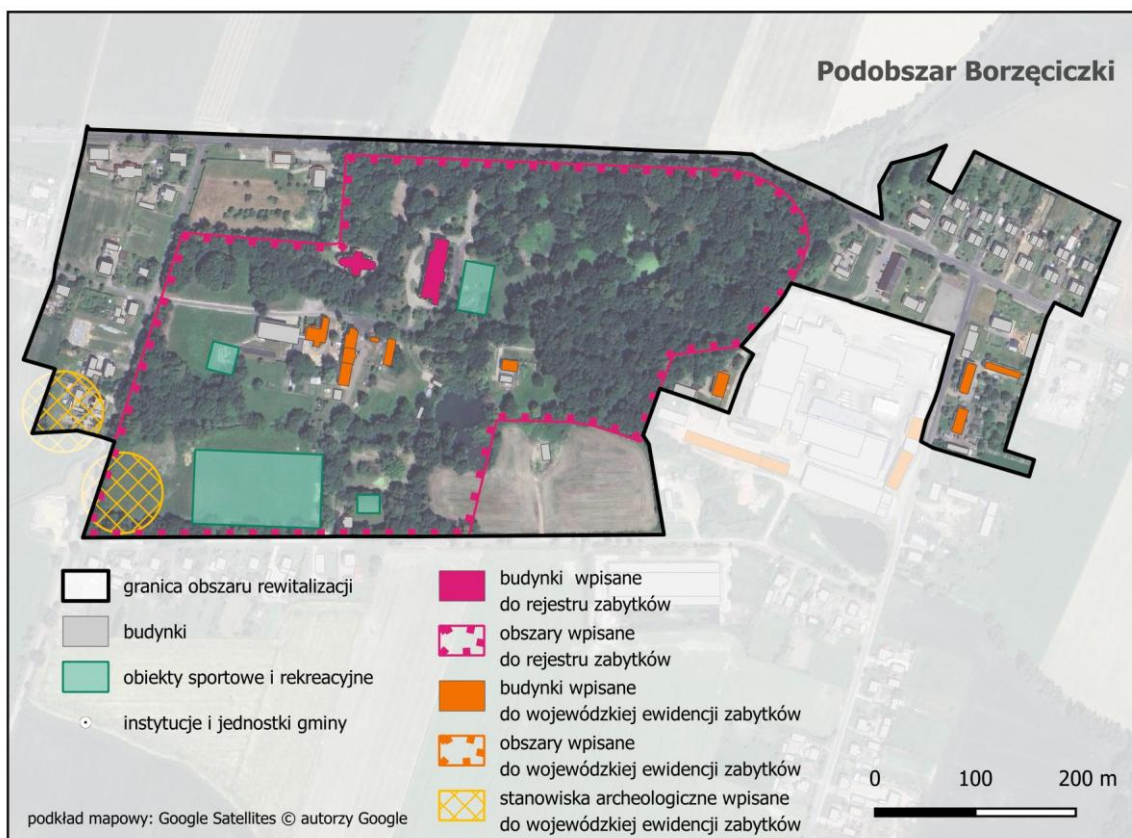 Podobszar Borzęciczki
granica obszaru rewitalizacji
budynki
obiekty sportowe i rekreacyjne
instytucje i jednostki gminy
budynki wpisane
do rejestru zabytków
obszary wpisane
do rejestru zabytków
budynki wpisane
do wojewódzkiej ewidencji zabytków
obszary wpisane
do wojewódzkiej ewidencji zabytków
stanowiska archeologiczne wpisane
do wojewódzkiej ewidencji zabytków
0 100 200 m
podkład mapowy: Google Satellites © autorzy Google